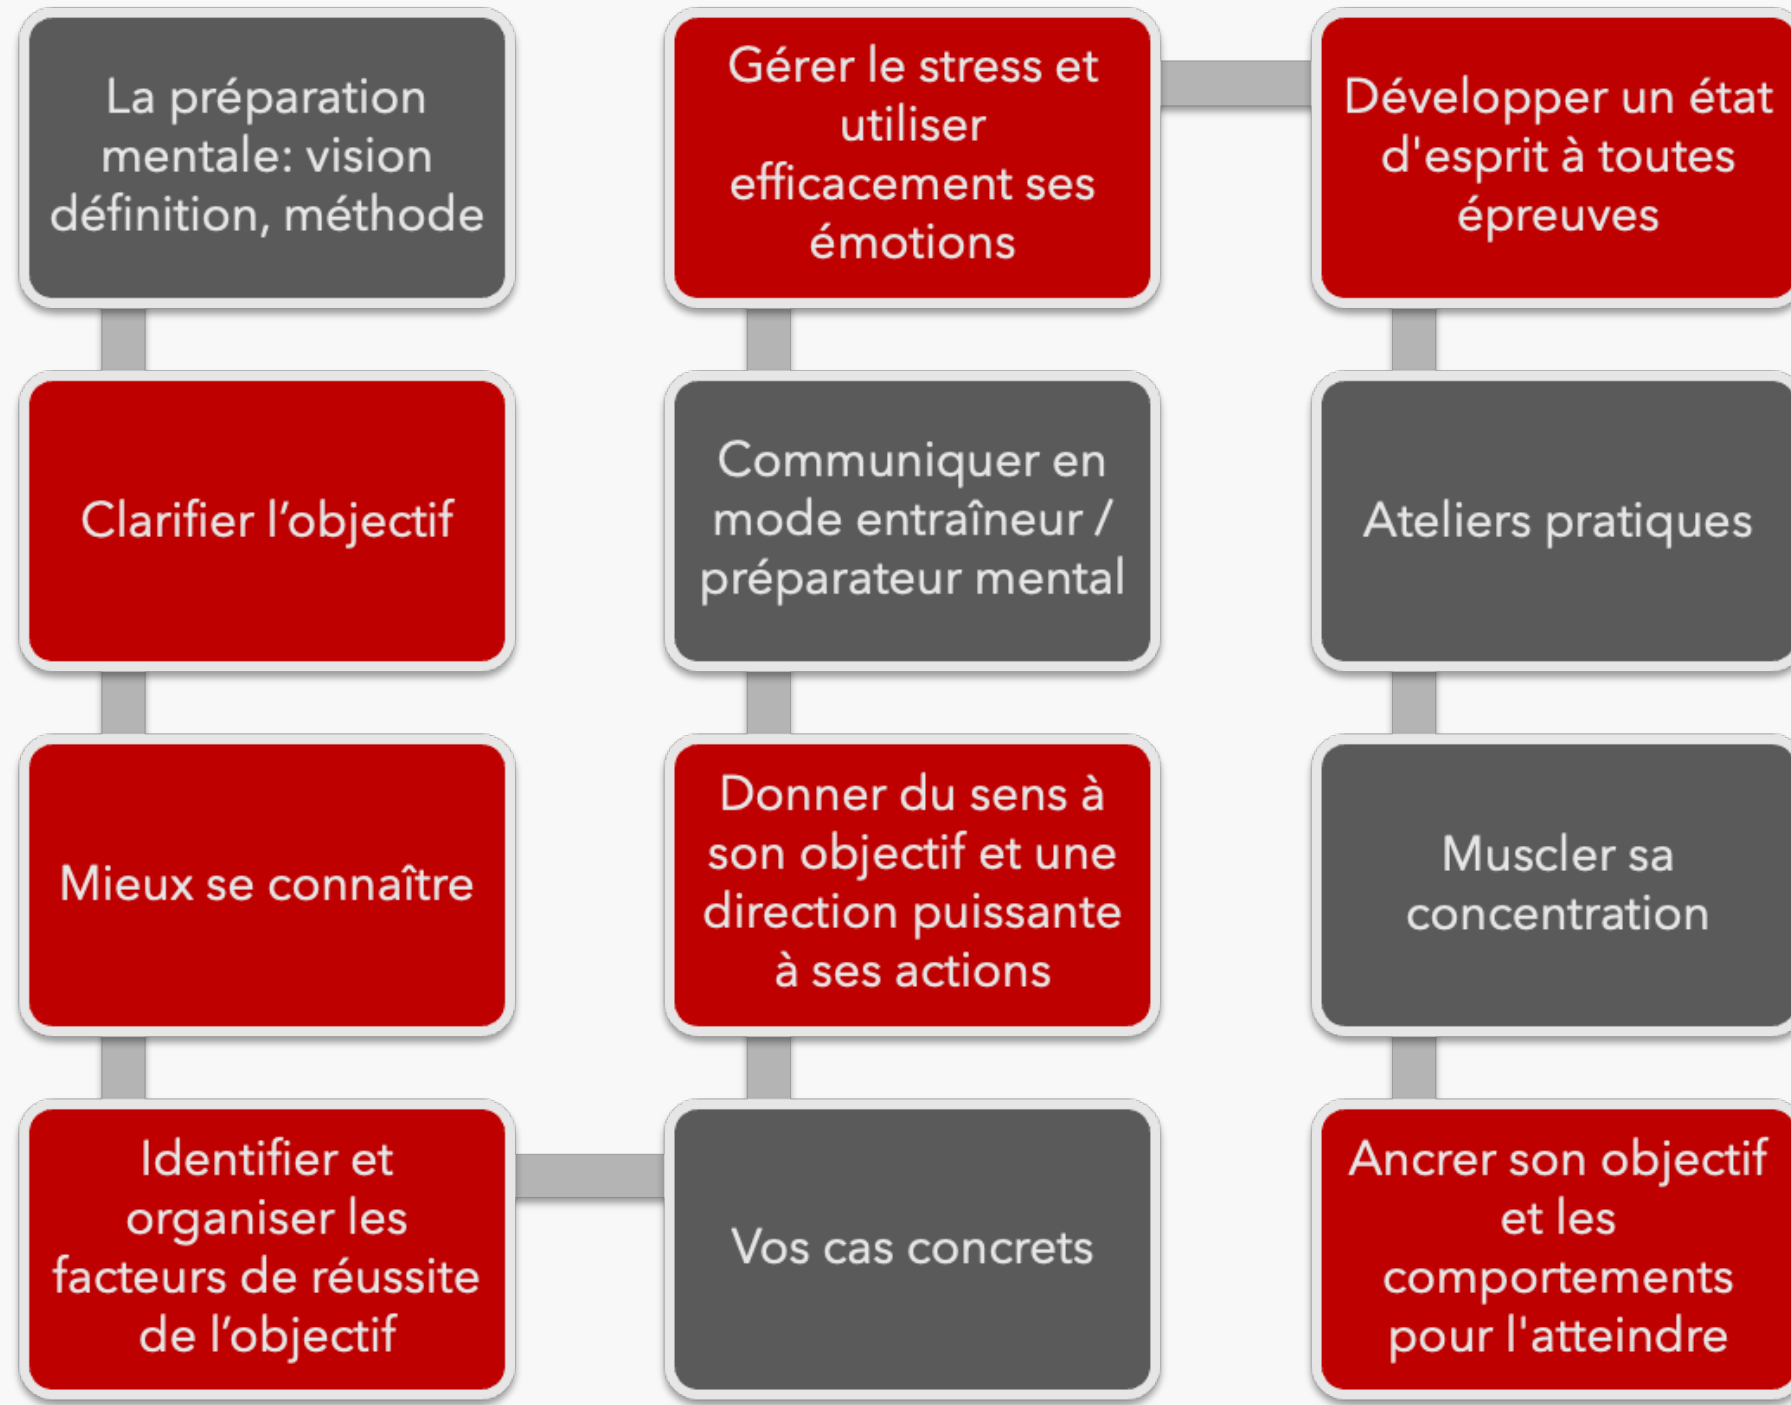 La préparation
mentale: vision
définition, méthode
Clarifier l’objectif
Mieux se connaître
Identifier et
organiser les
facteurs de réussite
de l’objectif
Vos cas concrets
Donner du sens à
son objectif et une
direction puissante
à ses actions
Communiquer en
mode entraîneur /
préparateur mental
Gérer le stress et
utiliser
efficacement ses
émotions
Développer un état
d'esprit à toutes
épreuves
Ateliers pratiques
Muscler sa
concentration
Ancrer son objectif
et les
comportements
pour l'atteindre